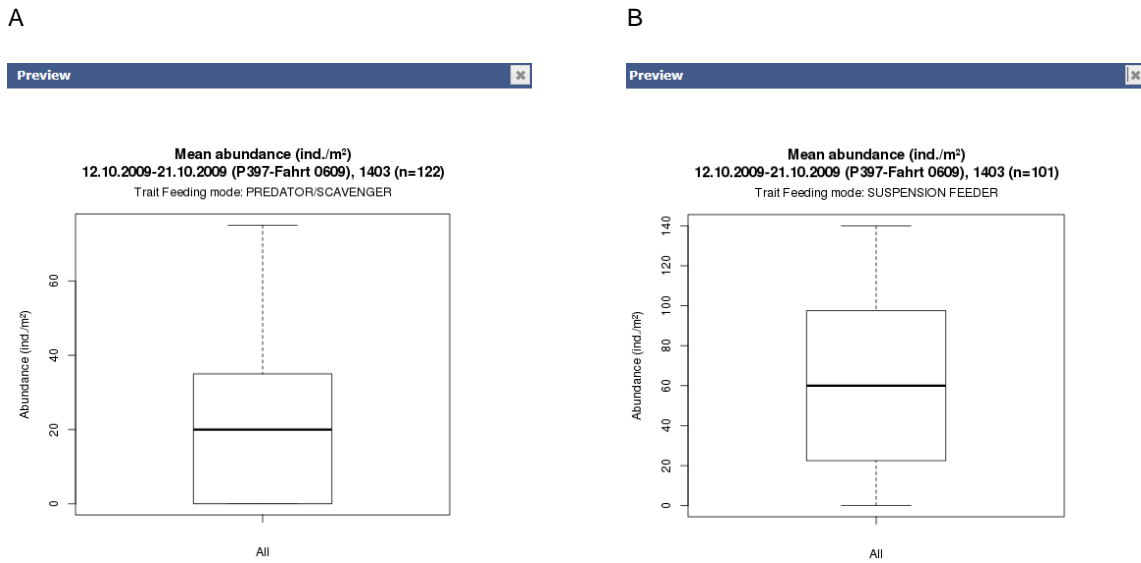 A
Preview
Mean abundance (ind./m²)
12.10.2009-21.10.2009 (P397-Fahrt 0609), 1403 (n=122)
Trait Feeding mode: PREDATOR/SCAVENGER
Abundance (ind./m²)
60
40
20
0
All
B
Preview
Mean abundance (ind./m²)
12.10.2009-21.10.2009 (P397-Fahrt 0609), 1403 (n=101)
Trait Feeding mode: SUSPENSION FEEDER
Abundance (ind./m²)
140
120
100
80
60
40
20
0
All